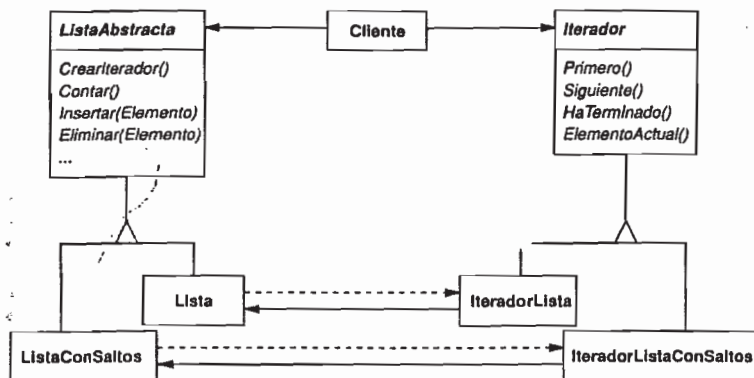 ListaAbstracta
CrearIterador()
Contar()
Insertar(Elemento)
Eliminar(Elemento)
...
Cliente
Iterador
Primero()
Siguiente()
HaTerminado()
ElementoActual()
Lista
IteradorLista
ListaConSaltos
IteradorListaConSaltos